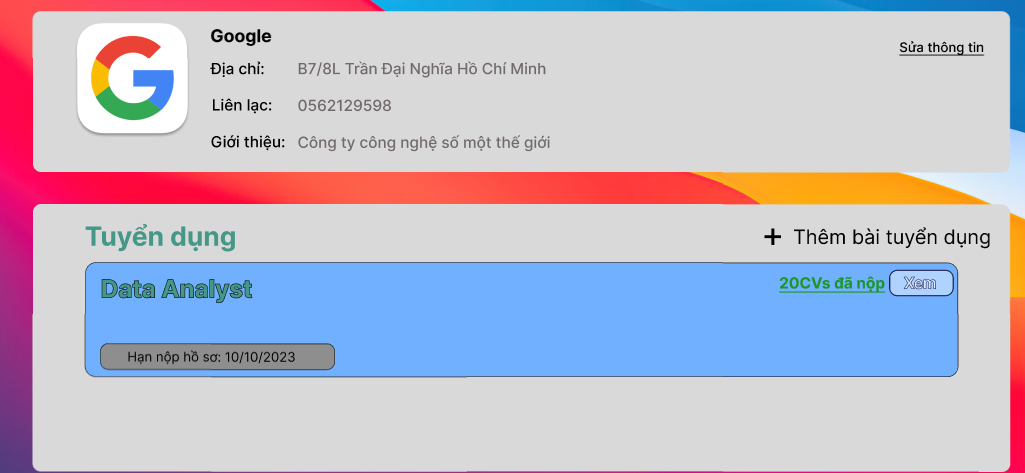 Google
Sửa thông tin
Địa chỉ: B7/8L Trần Đại Nghĩa Hồ Chí Minh
Liên lạc: 0562129598
Giới thiệu: Công ty công nghệ số một thế giới
Tuyển dụng
+ Thêm bài tuyển dụng
Data Analyst
20CVs đã nộp Xem
Hạn nộp hồ sơ: 10/10/2023